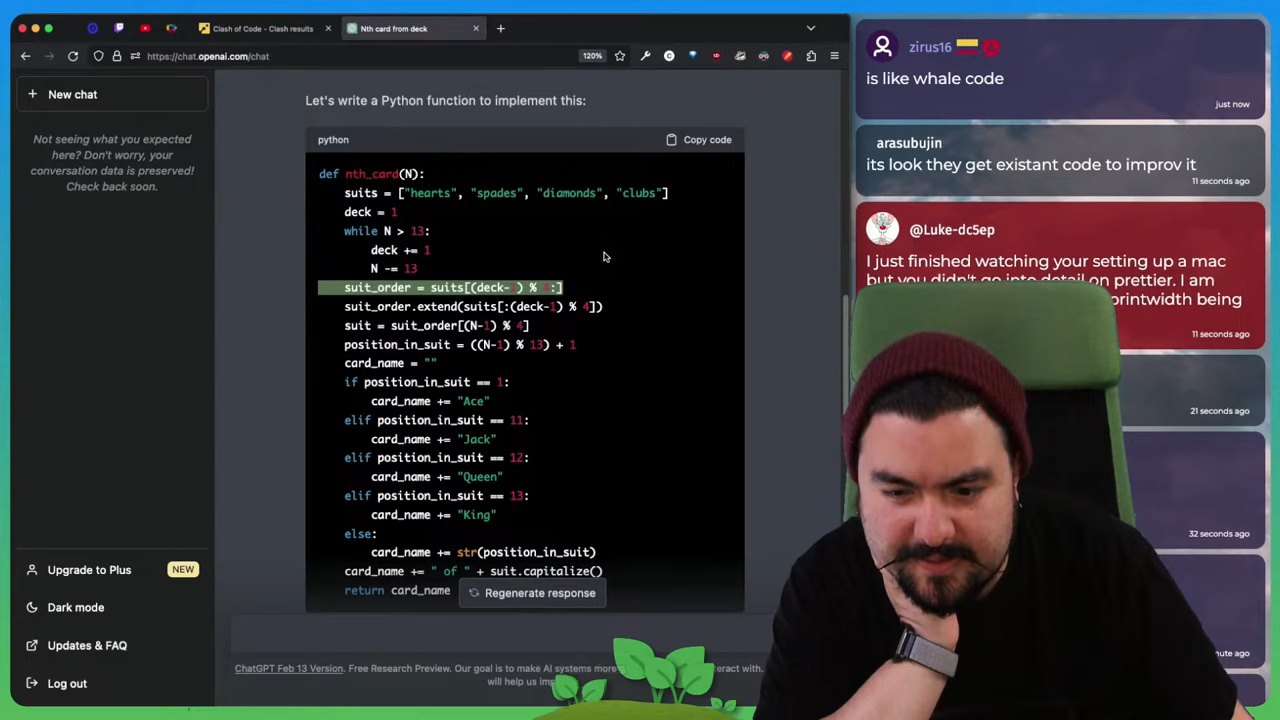 Clash of Code - Clash results
Nth card from deck
https://chat.openai.com/chat
120%
New chat
Not seeing what you expected
here? Don't worry, your
conversation data is preserved!
Check back soon.
Upgrade to Plus
NEW
Dark mode
Updates & FAQ
Log out
Let's write a Python function to implement this:
python
Copy code
def nth_card(N):
suits = ["hearts", "spades", "diamonds", "clubs"]
deck = 1
while N > 13:
deck += 1
N -= 13
suit_order = suits[(deck-1) % 4:]
suit_order.extend(suits[:(deck-1) % 4])
suit = suit_order[(N-1) % 4]
position_in_suit = ((N-1) % 13) + 1
card_name = ""
if position_in_suit == 1:
card_name += "Ace"
elif position_in_suit == 11:
card_name += "Jack"
elif position_in_suit == 12:
card_name += "Queen"
elif position_in_suit == 13:
card_name += "King"
else:
card_name += str(position_in_suit)
card_name += " of " + suit.capitalize()
return card_name
Regenerate response
ChatGPT Feb 13 Version. Free Research Preview. Our goal is to make AI systems more
ract with.
will help us im
zirus16
is like whale code
just now
arasubujin
its look they get existant code to improv it
11 seconds ago
@Luke-dc5ep
I just finished watching your setting up a mac
but you didn't go into detail on prettier. I am
printwidth being
11 seconds ago
21 seconds ago
32 seconds ago
ute ago